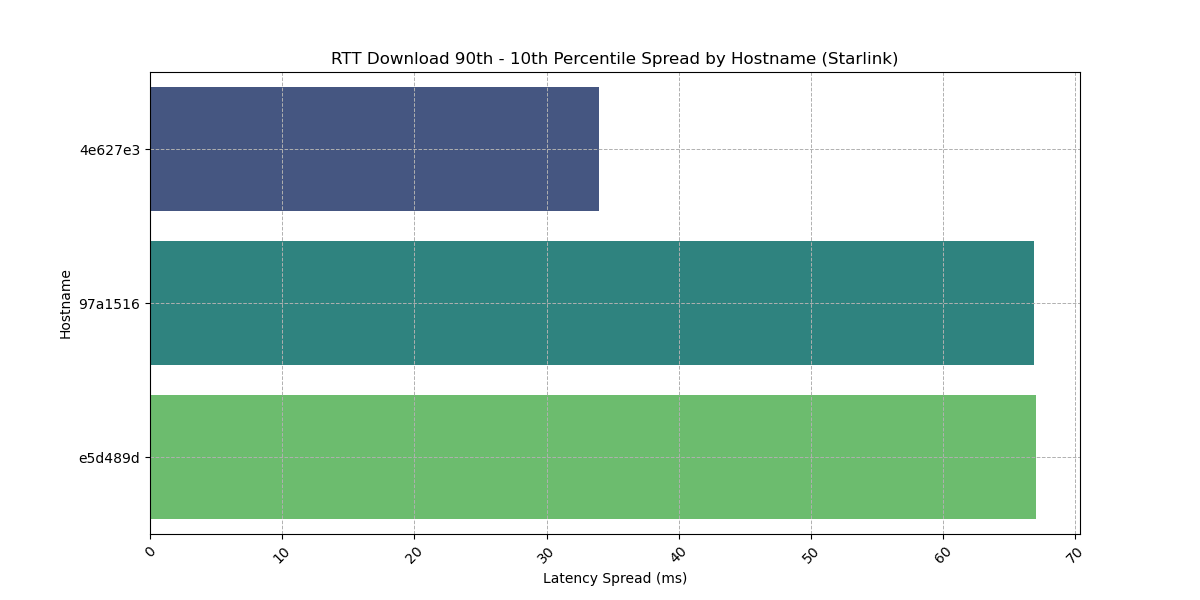 RTT Download 90th - 10th Percentile Spread by Hostname (Starlink)
Hostname
4e627e3
97a1516
e5d489d
0 10 20 30 40 50 60 70
Latency Spread (ms)